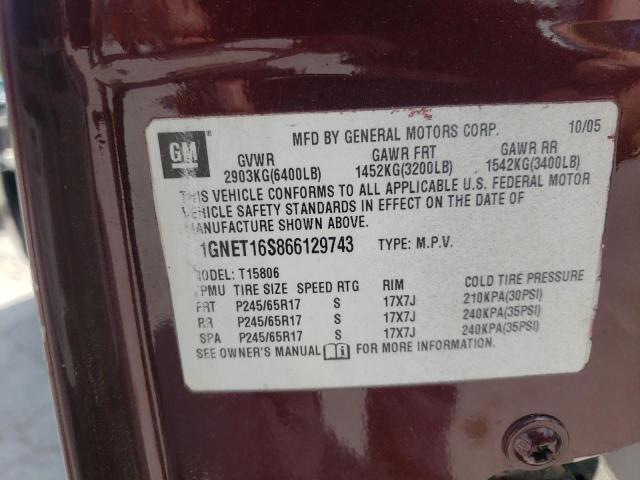 MFD BY GENERAL MOTORS CORP. 10/05
GM
GVWR GAWR FRT GAWR RR
2903KG(6400LB) 1452KG(3200LB) 1542KG(3400LB)
THIS VEHICLE CONFORMS TO ALL APPLICABLE U.S. FEDERAL MOTOR
VEHICLE SAFETY STANDARDS IN EFFECT ON THE DATE OF
MANUFACTURE SHOWN ABOVE.
1GNET16S866129743 TYPE: M.P.V.
MODEL: T15806
PMU TIRE SIZE SPEED RTG RIM COLD TIRE PRESSURE
FRT P245/65R17 S 17X7J 210KPA(30PSI)
RR P245/65R17 S 17X7J 240KPA(35PSI)
SPA P245/65R17 S 17X7J 240KPA(35PSI)
SEE OWNER'S MANUAL FOR MORE INFORMATION.